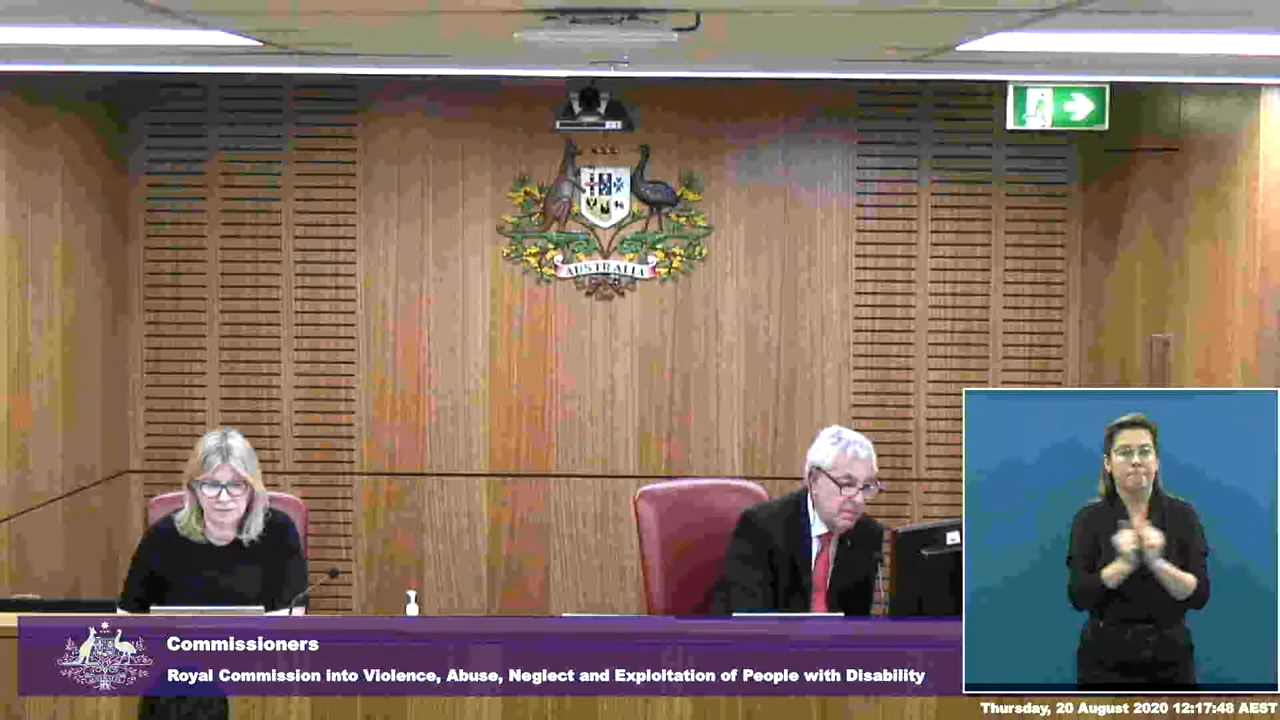 AUSTRALIA
Commissioners
Royal Commission into Violence, Abuse, Neglect and Exploitation of People with Disability
Thursday, 20 August 2020 12:17:48 AEST